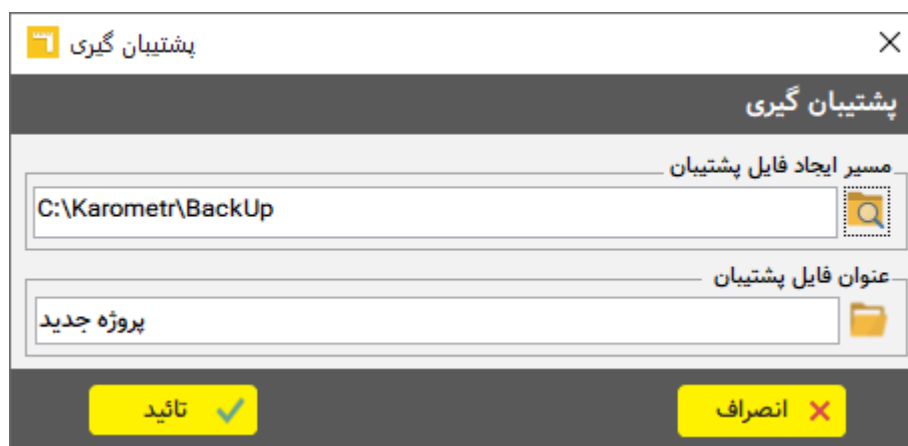 پشتیبان گیری
پشتیبان گیری
مسیر ایجاد فایل پشتیبان
C:\Karometr\BackUp
عنوان فایل پشتیبان
پروژه جدید
انصراف
تائید